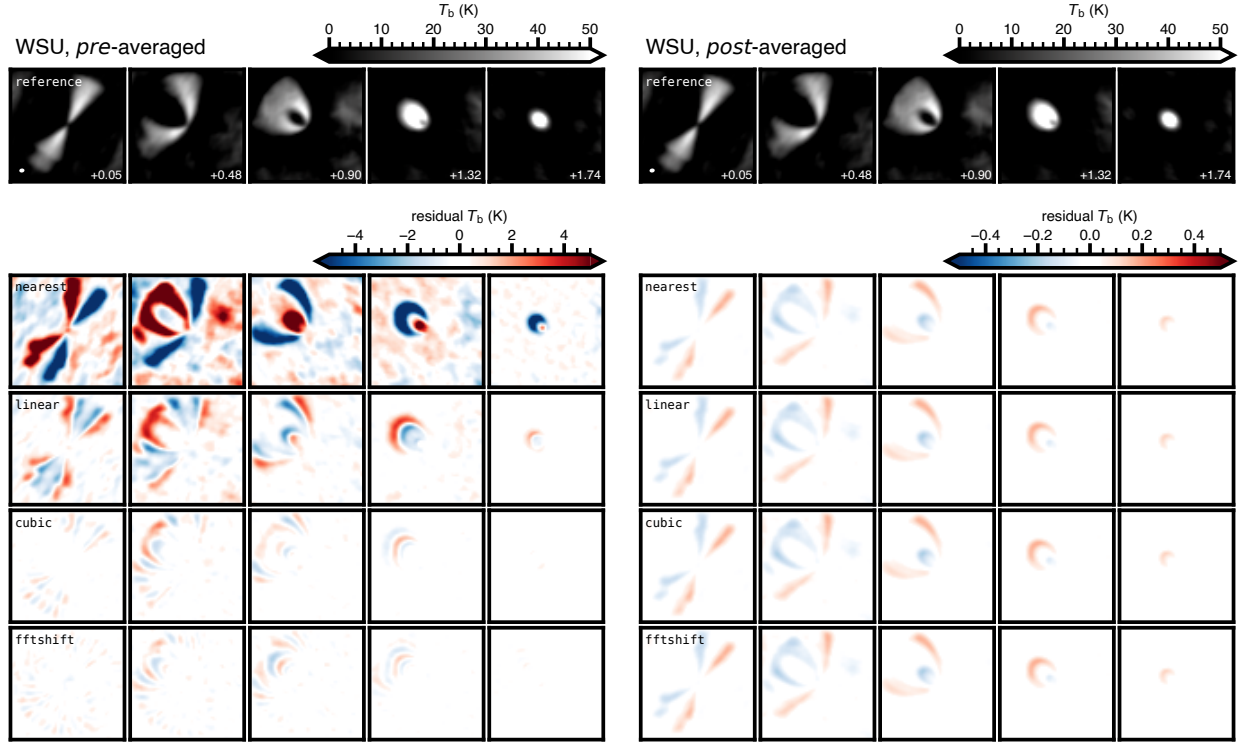 WSU, pre-averaged
T_b (K)
0 10 20 30 40 50
reference
+0.05 +0.48 +0.90 +1.32 +1.74
residual T_b (K)
−4 −2 0 2 4
nearest
linear
cubic
fftshift
WSU, post-averaged
T_b (K)
0 10 20 30 40 50
reference
+0.05 +0.48 +0.90 +1.32 +1.74
residual T_b (K)
−0.4 −0.2 0.0 0.2 0.4
nearest
linear
cubic
fftshift